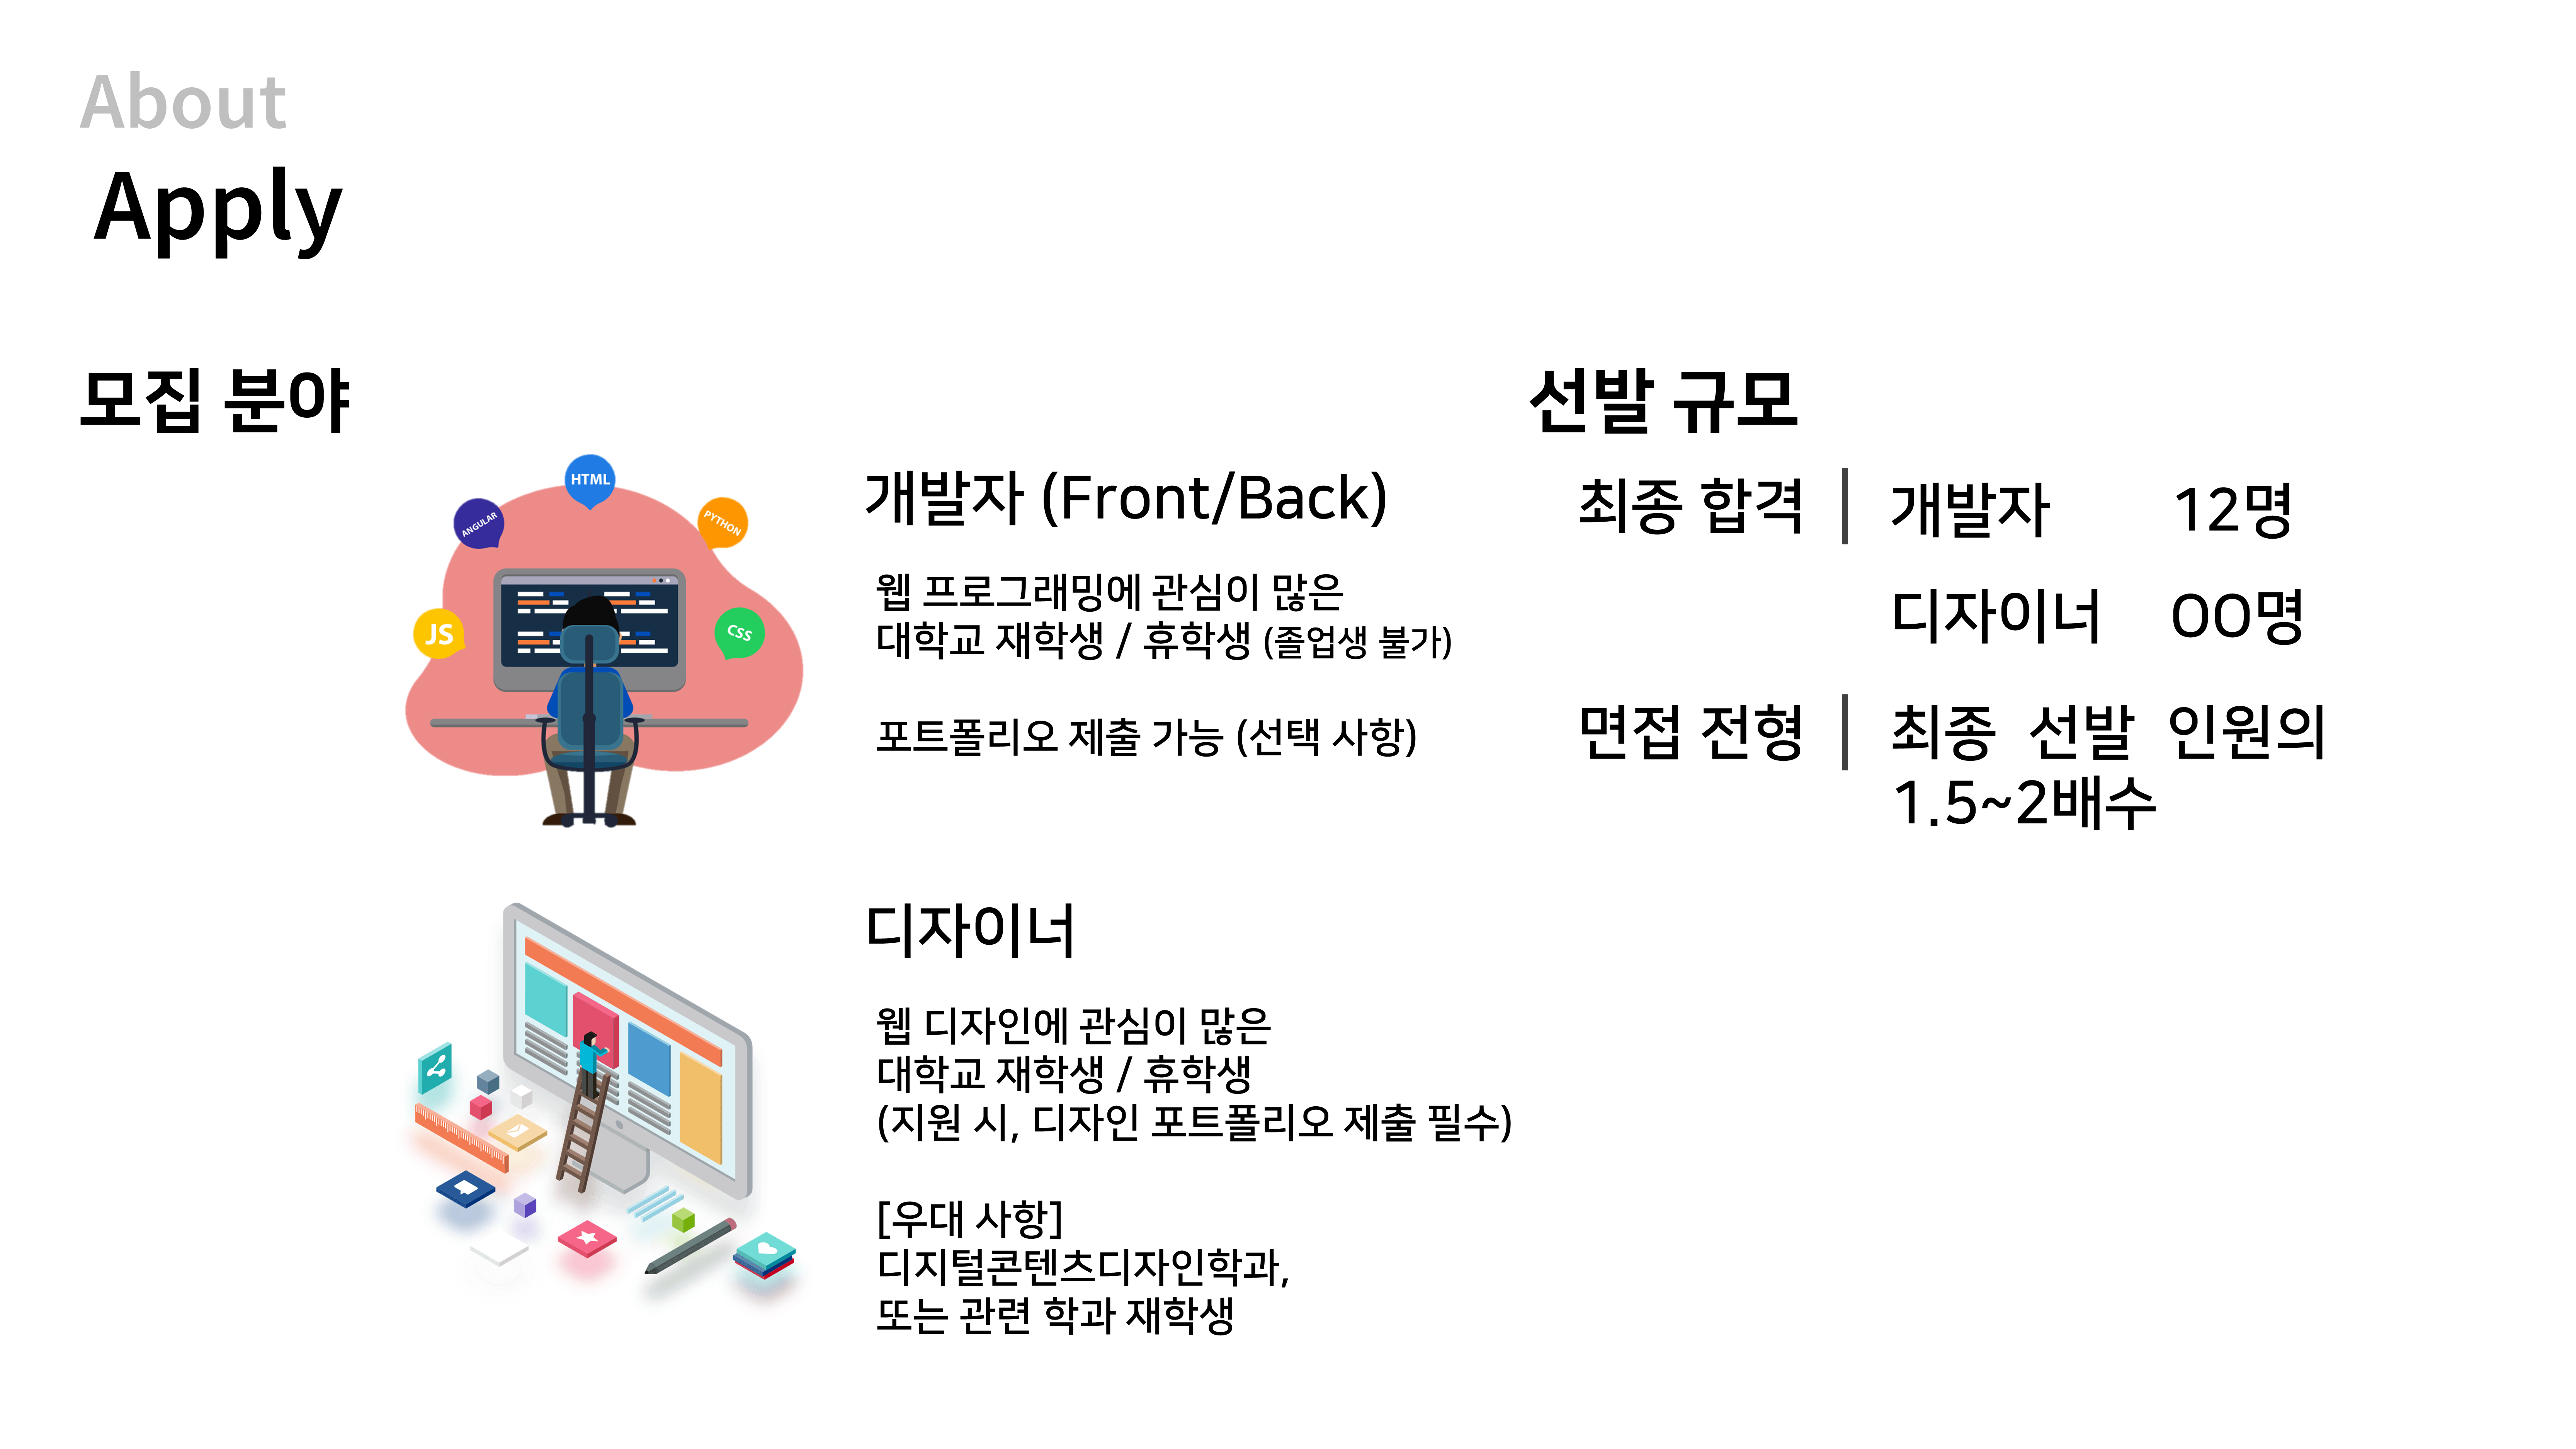 About
Apply
모집 분야
HTML
ANGULAR
PYTHON
JS
CSS
개발자 (Front/Back)
웹 프로그래밍에 관심이 많은
대학교 재학생 / 휴학생 (졸업생 불가)
포트폴리오 제출 가능 (선택 사항)
디자이너
웹 디자인에 관심이 많은
대학교 재학생 / 휴학생
(지원 시, 디자인 포트폴리오 제출 필수)
[우대 사항]
디지털콘텐츠디자인학과,
또는 관련 학과 재학생
선발 규모
최종 합격 | 개발자 12명
디자이너 OO명
면접 전형 | 최종 선발 인원의
1.5~2배수